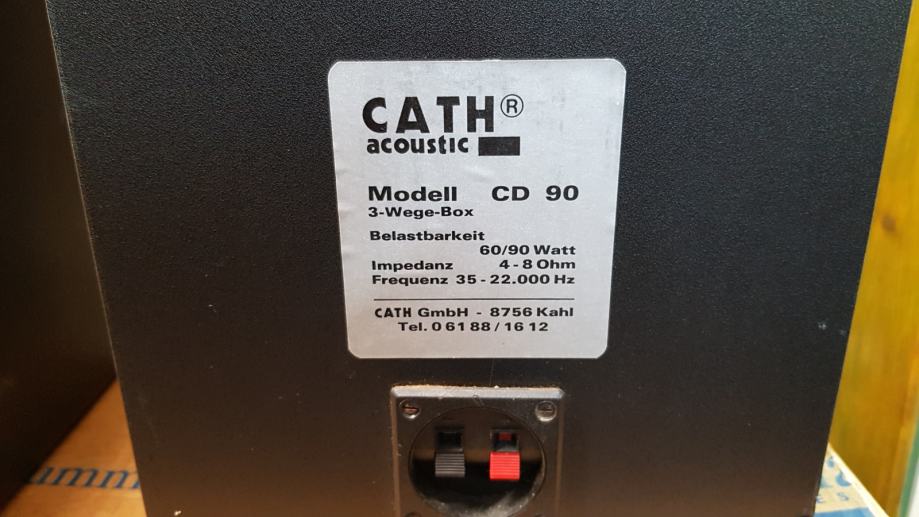 CATH®
acoustic
Modell CD 90
3-Wege-Box
Belastbarkeit
60/90 Watt
Impedanz 4-8 Ohm
Frequenz 35-22.000 Hz
CATH GmbH - 8756 Kahl
Tel. 0 61 88 / 16 12